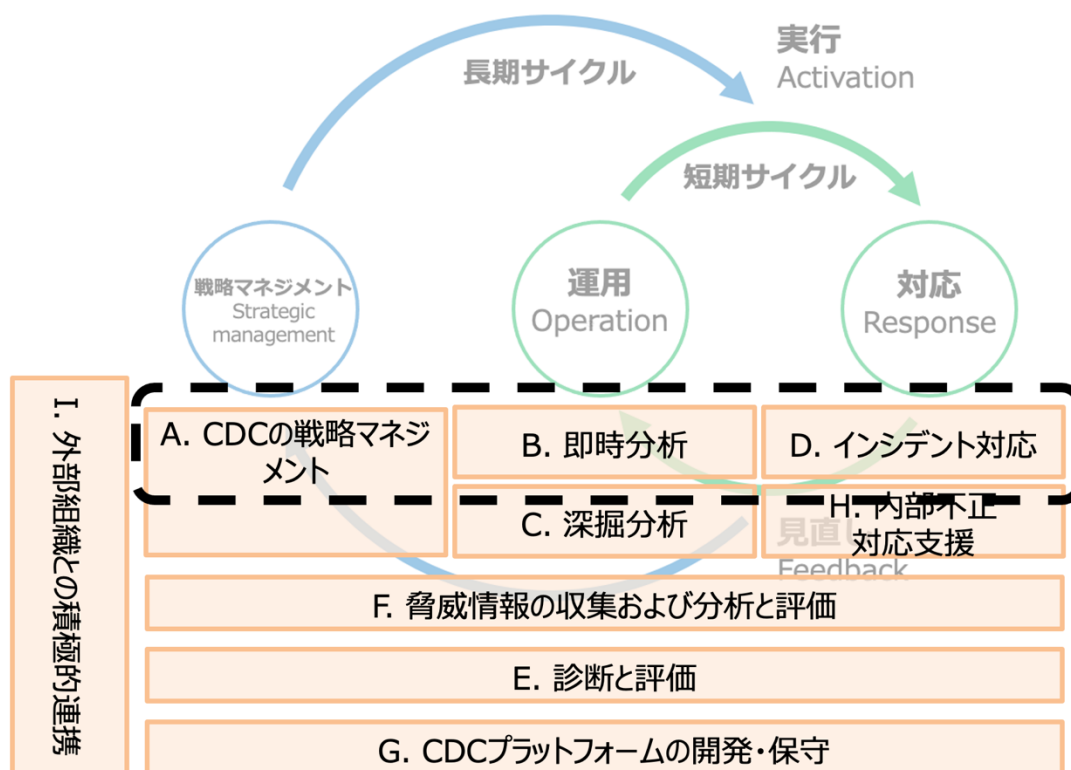 実行
Activation
長期サイクル
短期サイクル
戦略マネジメント
Strategic
management
運用
Operation
対応
Response
I. 外部組織との積極的連携
A. CDCの戦略マネジ
メント
B. 即時分析
D. インシデント対応
C. 深掘分析
H. 内部不正
対応支援
見直し
Feedback
F. 脅威情報の収集および分析と評価
E. 診断と評価
G. CDCプラットフォームの開発・保守